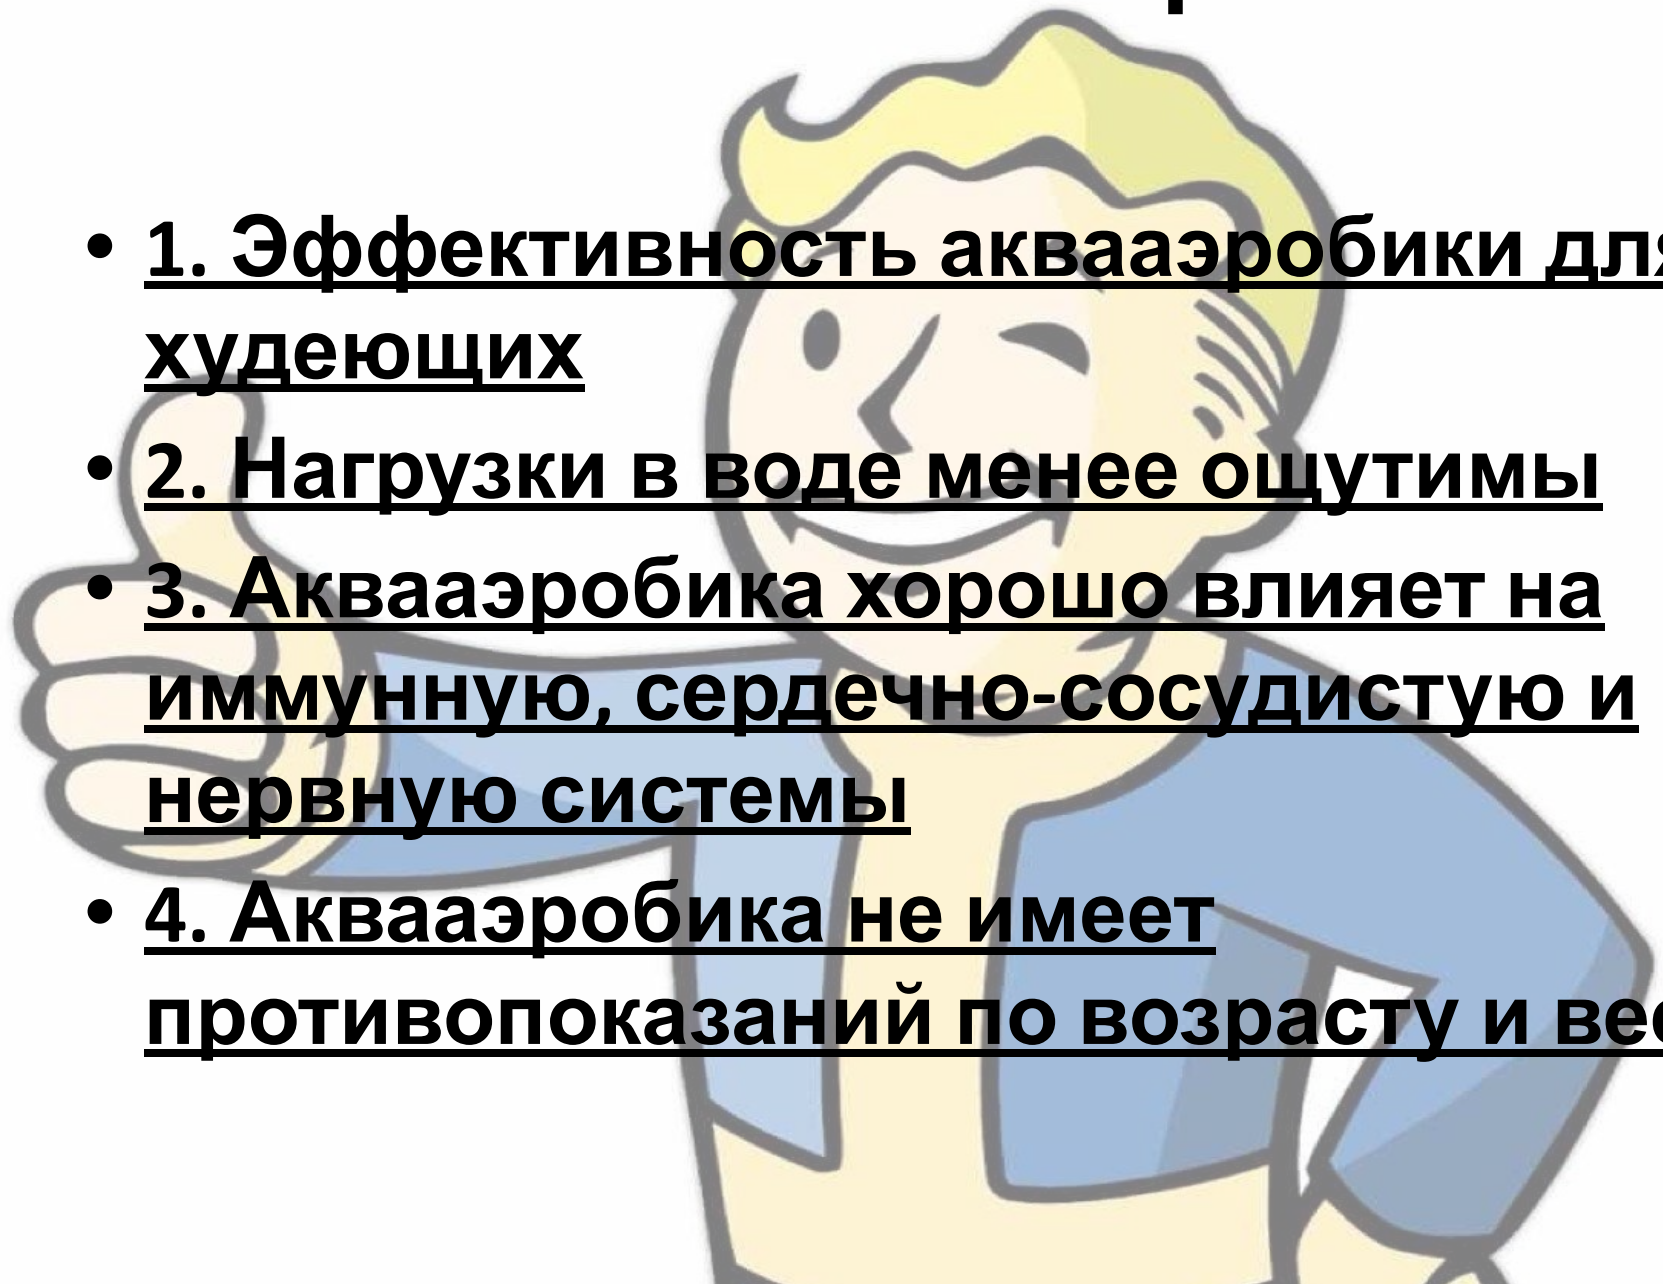 • 1. Эффективность аквааэробики для
худеющих
• 2. Нагрузки в воде менее ощутимы
• 3. Аквааэробика хорошо влияет на
иммунную, сердечно-сосудистую и
нервную системы
• 4. Аквааэробика не имеет
противопоказаний по возрасту и